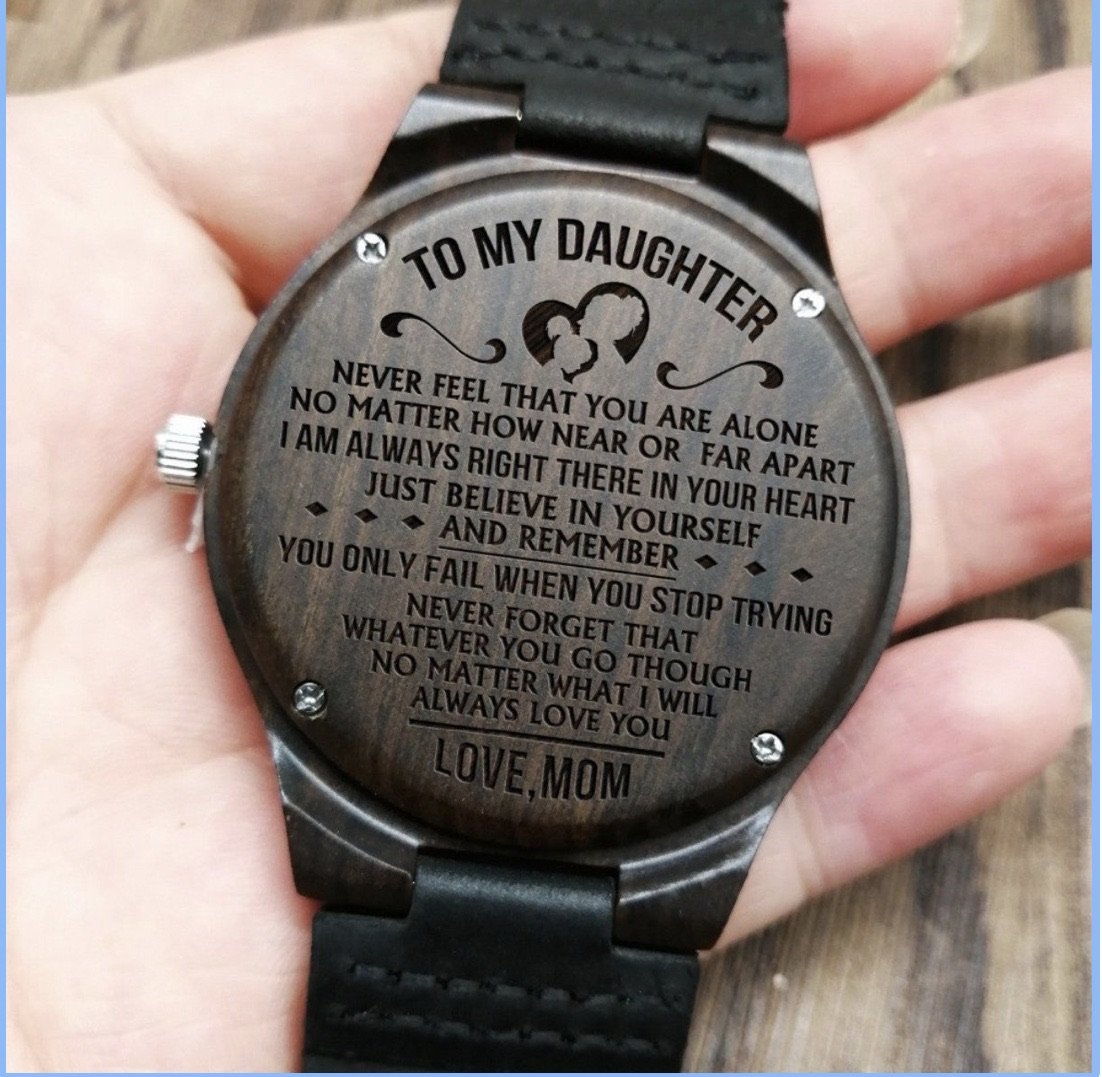 TO MY DAUGHTER
NEVER FEEL THAT YOU ARE ALONE
NO MATTER HOW NEAR OR FAR APART
I AM ALWAYS RIGHT THERE IN YOUR HEART
JUST BELIEVE IN YOURSELF
AND REMEMBER
YOU ONLY FAIL WHEN YOU STOP TRYING
NEVER FORGET THAT
WHATEVER YOU GO THOUGH
NO MATTER WHAT I WILL
ALWAYS LOVE YOU
LOVE,MOM